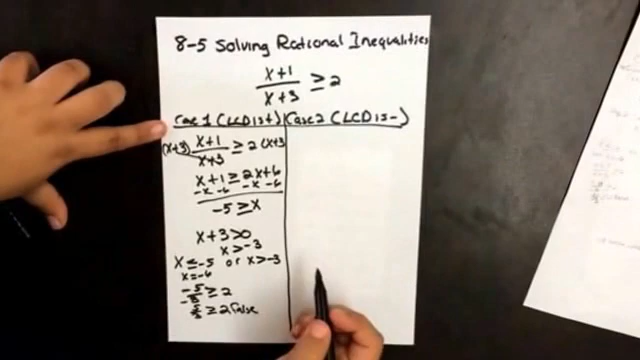 8-5 Solving Rational Inequalities
x+1
x+3 ≥ 2
Case 1 (LCD is +) Case 2 (LCD is -)
(x+3) x+1 ≥ 2 (x+3
x+3
x+1 ≥ 2x+6
-x -6 -x -6
-5 ≥ x
x+3>0
x > -3
x ≤ -5 or x > -3
x=-6
-5 ≥ 2
≥ 2 False